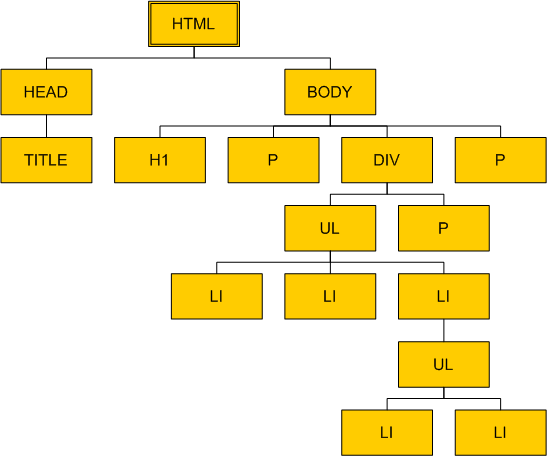 HTML
HEAD BODY
TITLE H1 P DIV P
UL P
LI LI LI
UL
LI LI